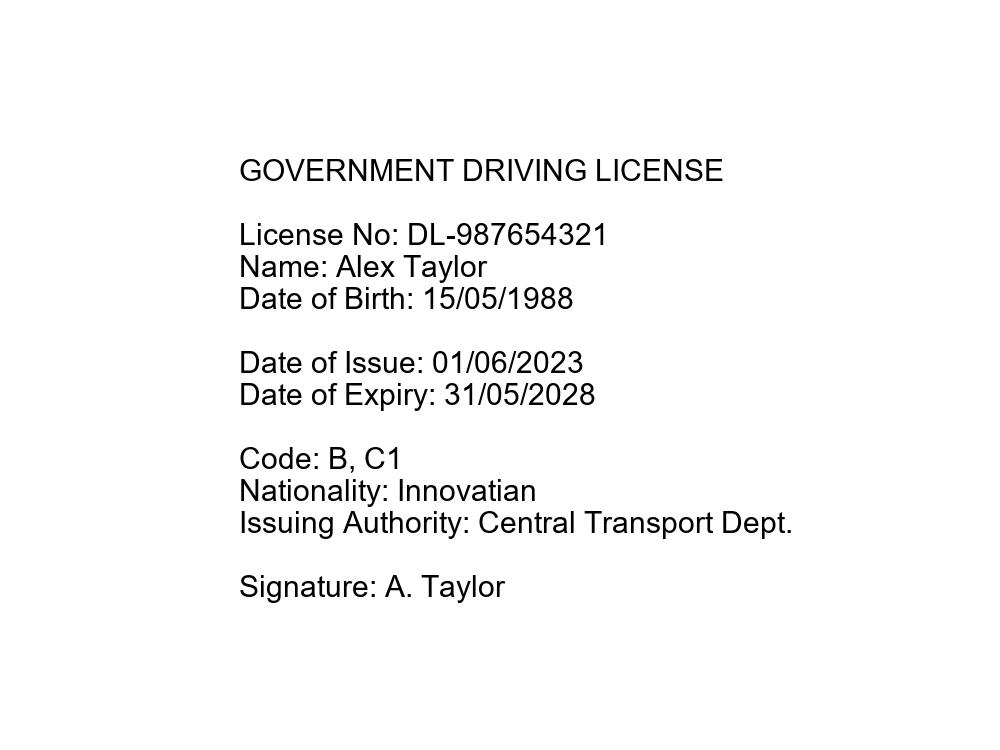 GOVERNMENT DRIVING LICENSE
License No: DL-987654321
Name: Alex Taylor
Date of Birth: 15/05/1988
Date of Issue: 01/06/2023
Date of Expiry: 31/05/2028
Code: B, C1
Nationality: Innovatian
Issuing Authority: Central Transport Dept.
Signature: A. Taylor